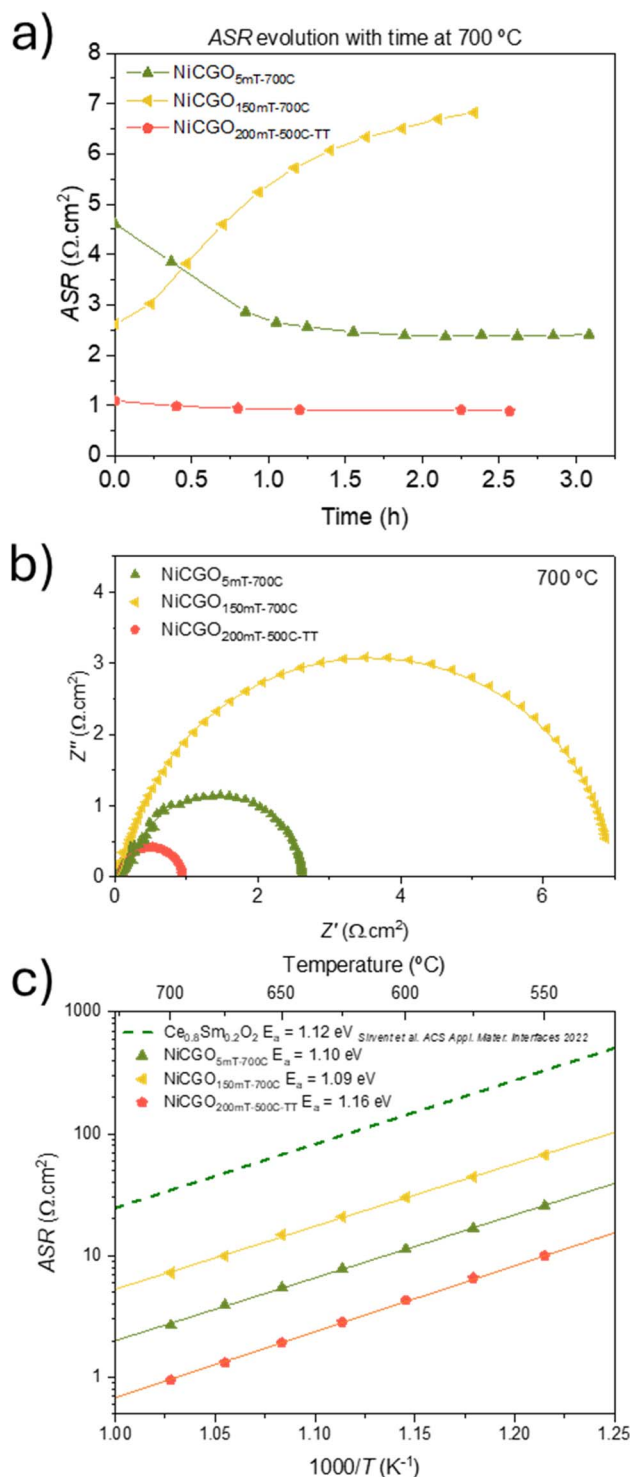 a)
ASR evolution with time at 700 ºC
8
7
6
5
4
3
2
1
0
ASR (Ω.cm²)
NiCGO5mT-700C
NiCGO150mT-700C
NiCGO200mT-500C-TT
0.0 0.5 1.0 1.5 2.0 2.5 3.0
Time (h)
b)
NiCGO5mT-700C
NiCGO150mT-700C
NiCGO200mT-500C-TT
700 ºC
4
3
2
1
0
Z'' (Ω.cm²)
0 2 4 6
Z' (Ω.cm²)
c)
Temperature (ºC)
700 650 600 550
1000
100
10
1
ASR (Ω.cm²)
Ce0.8Sm0.2O2 Ea = 1.12 eV Sirvent et al. ACS Appl. Mater. Interfaces 2022
NiCGO5mT-700C Ea = 1.10 eV
NiCGO150mT-700C Ea = 1.09 eV
NiCGO200mT-500C-TT Ea = 1.16 eV
1.00 1.05 1.10 1.15 1.20 1.25
1000/T (K⁻¹)